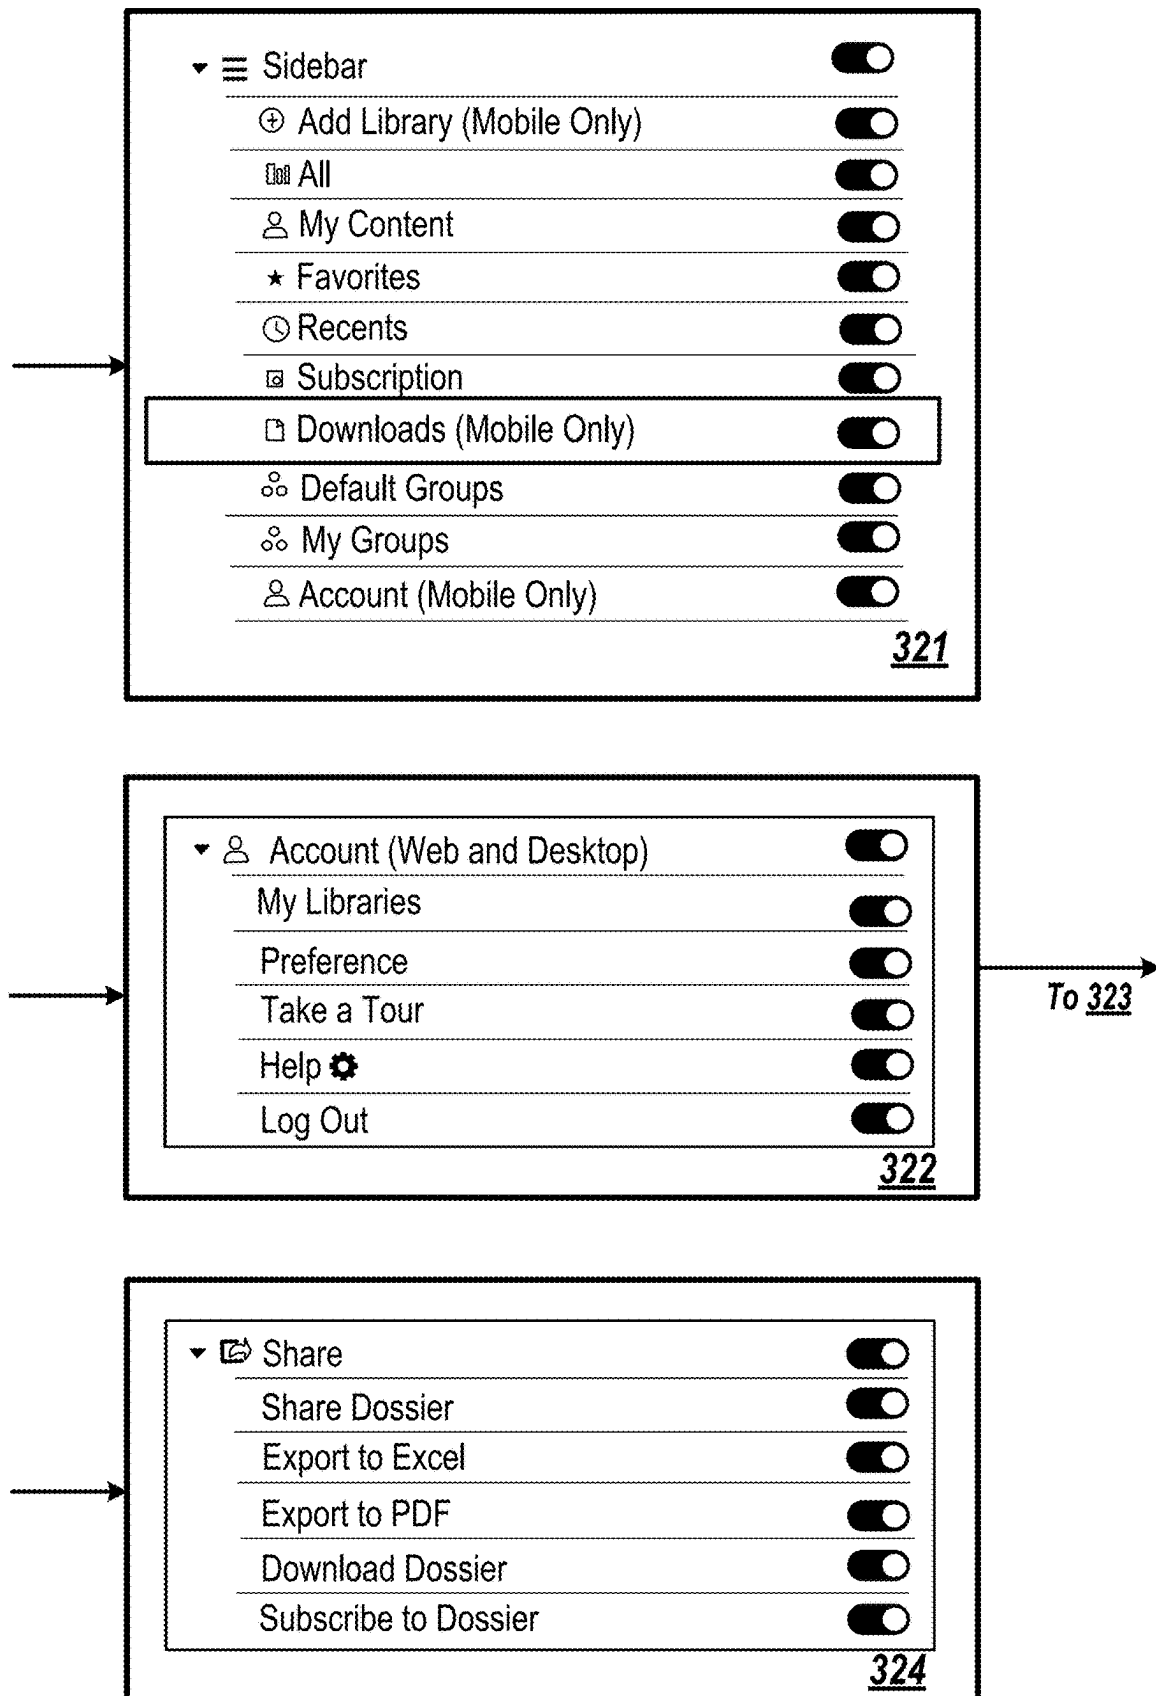 Sidebar
Add Library (Mobile Only)
All
My Content
Favorites
Recents
Subscription
Downloads (Mobile Only)
Default Groups
My Groups
Account (Mobile Only)
321
Account (Web and Desktop)
My Libraries
Preference
Take a Tour
Help
Log Out
322
To 323
Share
Share Dossier
Export to Excel
Export to PDF
Download Dossier
Subscribe to Dossier
324